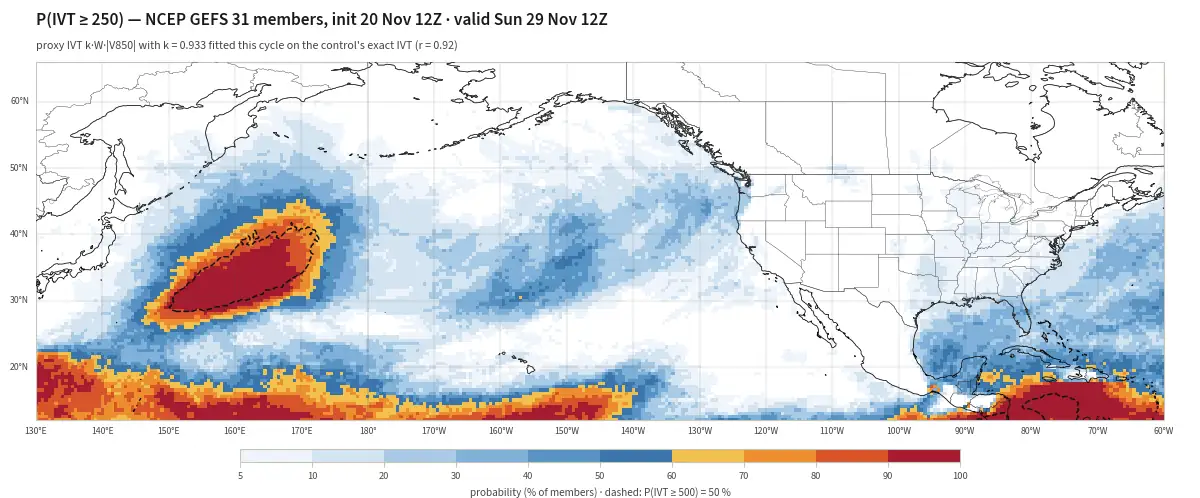 P(IVT ≥ 250) — NCEP GEFS 31 members, init 20 Nov 12Z · valid Sun 29 Nov 12Z
proxy IVT k·W·|V850| with k = 0.933 fitted this cycle on the control's exact IVT (r = 0.92)
60°N
50°N
40°N
30°N
20°N
130°E 140°E 150°E 160°E 170°E 180° 170°W 160°W 150°W 140°W 130°W 120°W 110°W 100°W 90°W 80°W 70°W 60°W
5 10 20 30 40 50 60 70 80 90 100
probability (% of members) · dashed: P(IVT ≥ 500) = 50 %